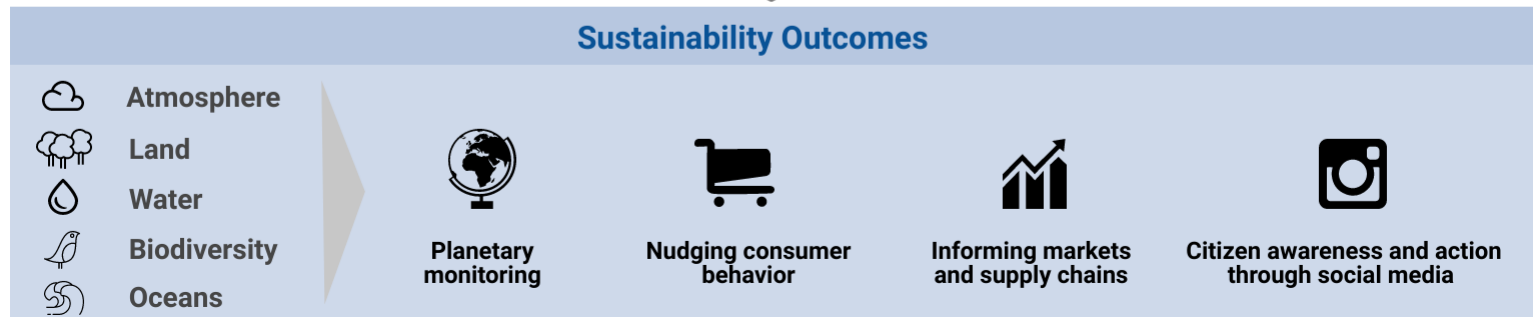 Sustainability Outcomes
Atmosphere
Land
Water
Biodiversity
Oceans
Planetary
monitoring
Nudging consumer
behavior
Informing markets
and supply chains
Citizen awareness and action
through social media